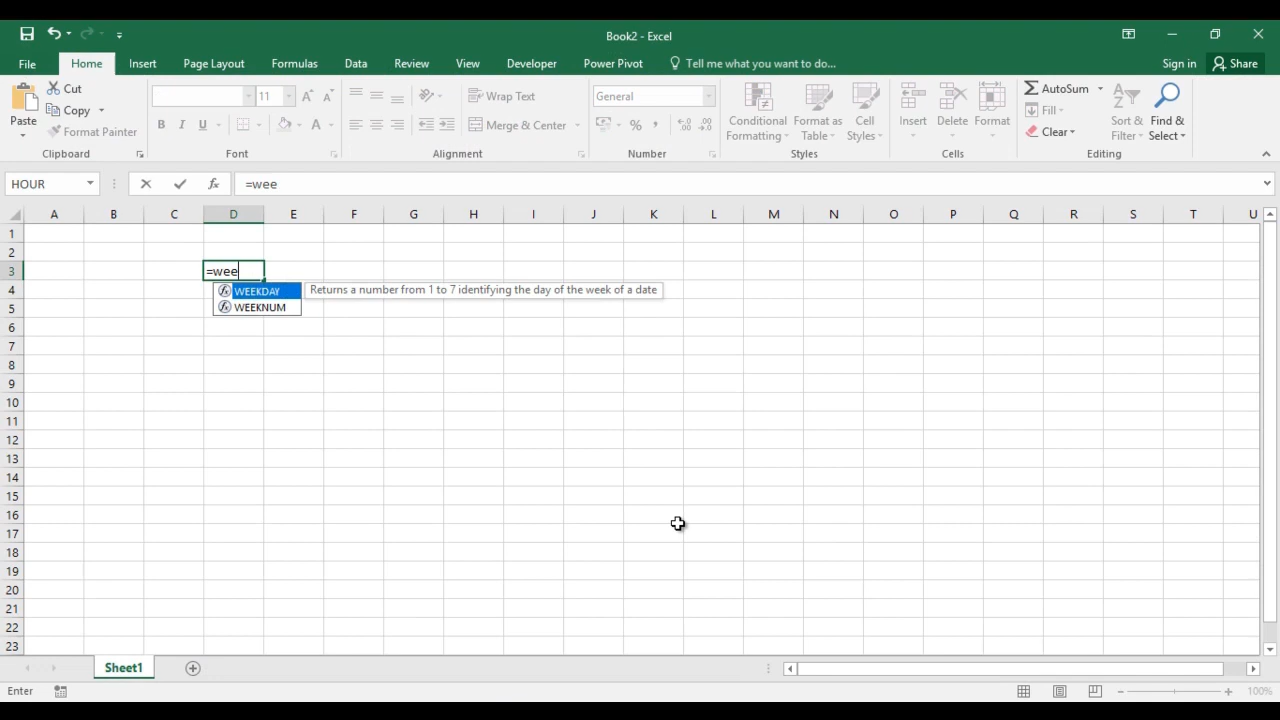 Book2 - Excel
File Home Insert Page Layout Formulas Data Review View Developer Power Pivot Tell me what you want to do... Sign in Share
Paste Cut Copy Format Painter
11
Wrap Text
Merge & Center
General
Conditional Formatting Format as Table Cell Styles
Insert Delete Format
AutoSum
Fill
Clear
Sort & Filter Find & Select
Clipboard Font Alignment Number Styles Cells Editing
HOUR fx =wee
A B C D E F G H I J K L M N O P Q R S T U
1
2
3 =wee
4 fx WEEKDAY Returns a number from 1 to 7 identifying the day of the week of a date
5 fx WEEKNUM
6
7
8
9
10
11
12
13
14
15
16
17
18
19
20
21
22
23
Sheet1
Enter 100%